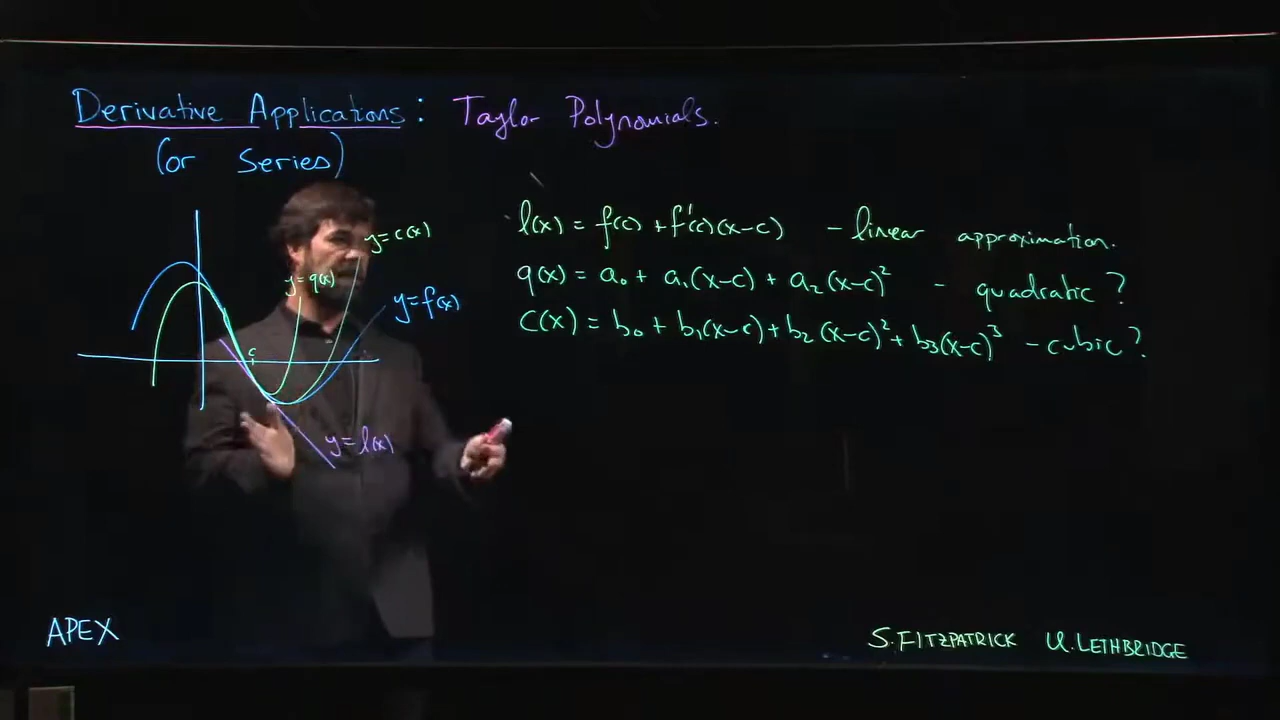 Derivative Applications: Taylor Polynomials.
(or Series)
l(x) = f(c) + f'(c)(x-c) - linear approximation.
q(x) = a₀ + a₁(x-c) + a₂(x-c)² - quadratic?
c(x) = b₀ + b₁(x-c) + b₂(x-c)² + b₃(x-c)³ - cubic?
y=c(x)
y=q(x)
y=f(x)
c
y=l(x)
APEX
S. FITZPATRICK U. LETHBRIDGE